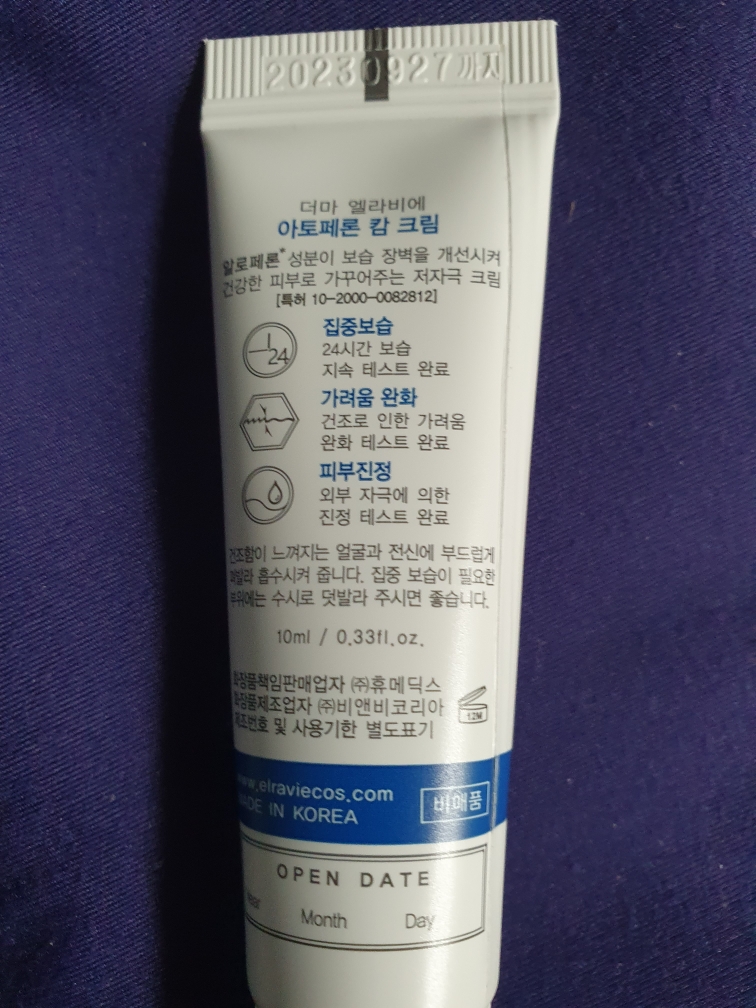 20230927까지
더마 엘라비에
아토페론 캄 크림
알로페론* 성분이 보습 장벽을 개선시켜
건강한 피부로 가꾸어주는 저자극 크림
[특허 10-2000-0082812]
24
집중보습
24시간 보습
지속 테스트 완료
가려움 완화
건조로 인한 가려움
완화 테스트 완료
피부진정
외부 자극에 의한
진정 테스트 완료
건조함이 느껴지는 얼굴과 전신에 부드럽게
펴발라 흡수시켜 줍니다. 집중 보습이 필요한
부위에는 수시로 덧발라 주시면 좋습니다.
10ml / 0.33fl.oz.
화장품책임판매업자 ㈜휴메딕스
화장품제조업자 ㈜비앤비코리아
제조번호 및 사용기한 별도표기
12M
www.elraviecos.com
MADE IN KOREA
비매품
OPEN DATE
Year Month Day